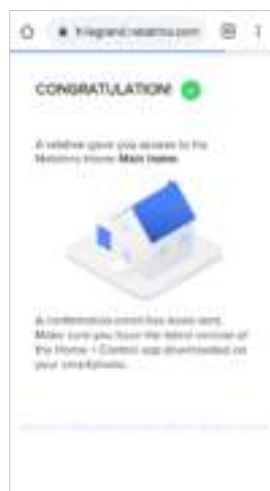 CONGRATULATION!
A relative gave you access to the
Netatmo Home Main Home
A confirmation email has been sent.
Make sure you have the latest version of
the Home + Control app downloaded on
your smartphone.